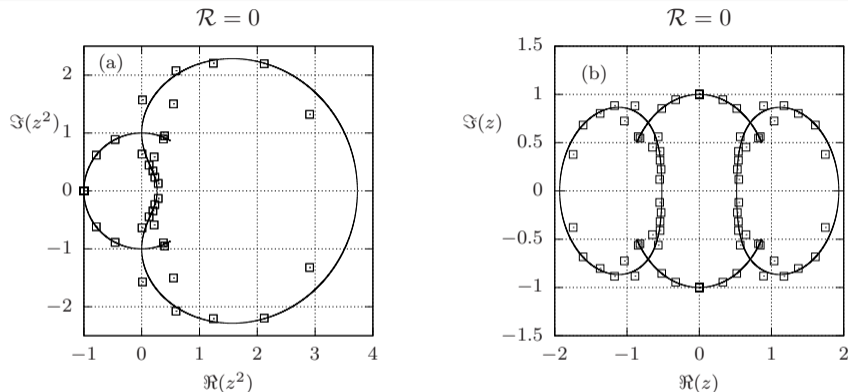 ℛ = 0
(a)
ℑ(z²)
2
1
0
−1
−2
−1 0 1 2 3 4
ℜ(z²)
ℛ = 0
(b)
ℑ(z)
1.5
1
0.5
0
−0.5
−1
−1.5
−2 −1 0 1 2
ℜ(z)